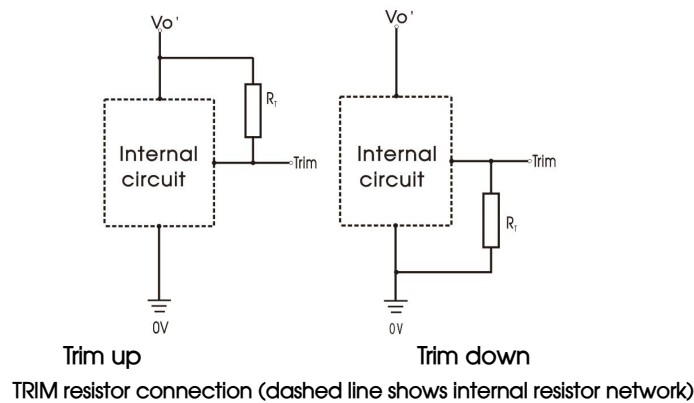 Vo'
RT
Internal
circuit
Trim
0V
Trim up
Vo'
Internal
circuit
Trim
RT
0V
Trim down
TRIM resistor connection (dashed line shows internal resistor network)